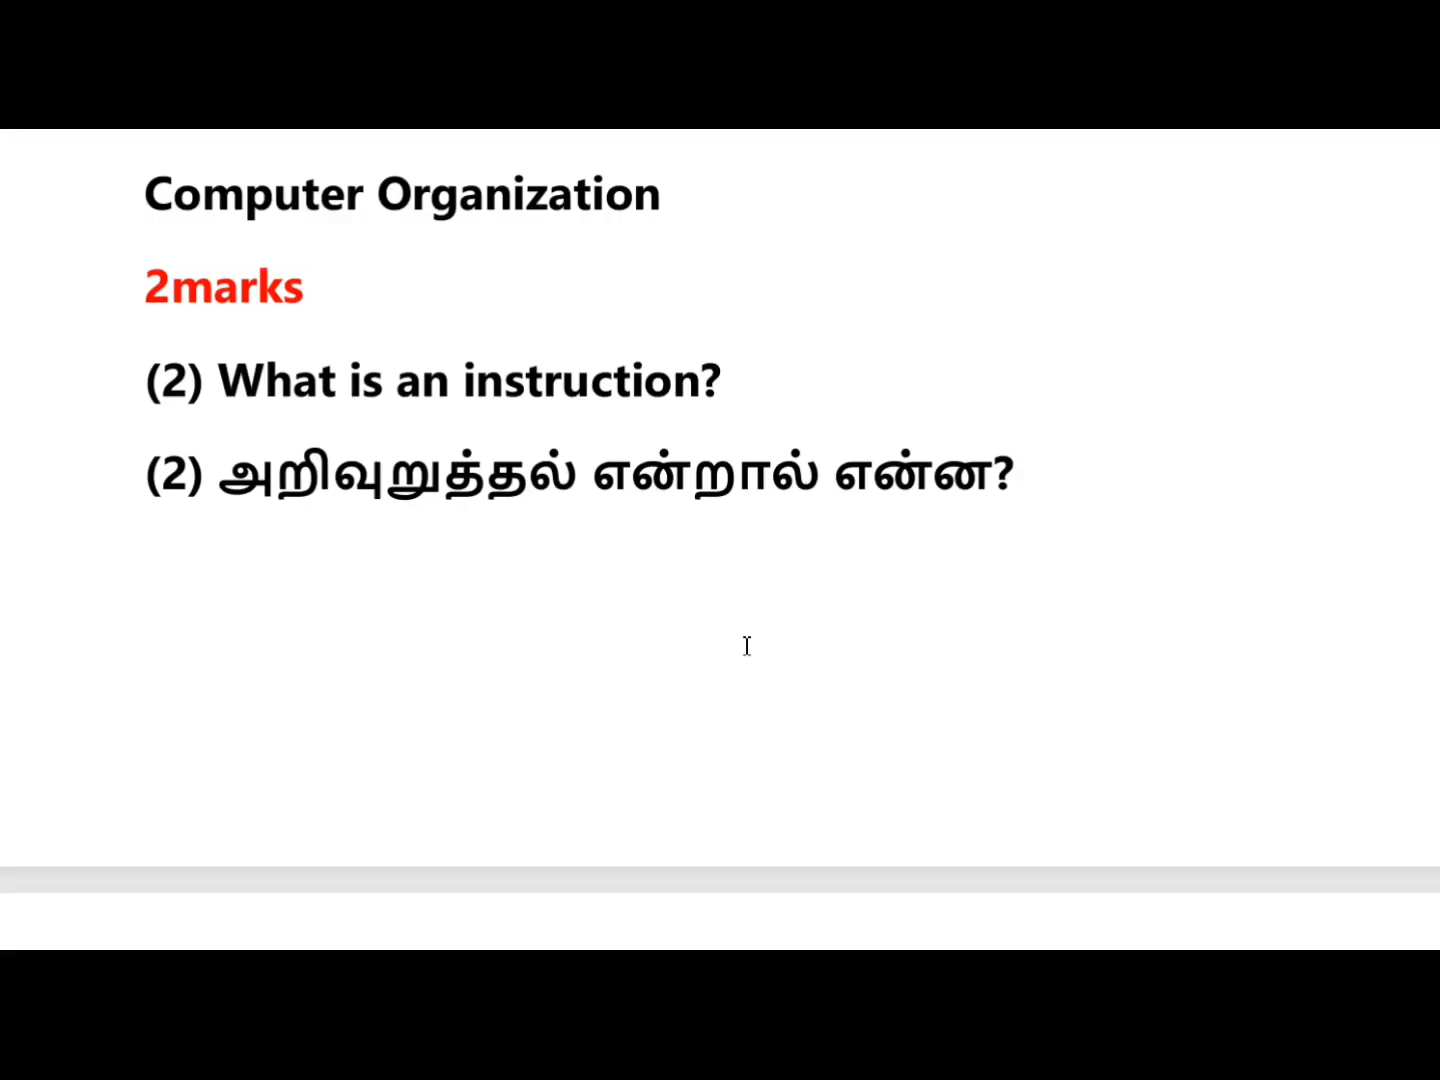 Computer Organization
2marks
(2) What is an instruction?
(2) அறிவுறுத்தல் என்றால் என்ன?